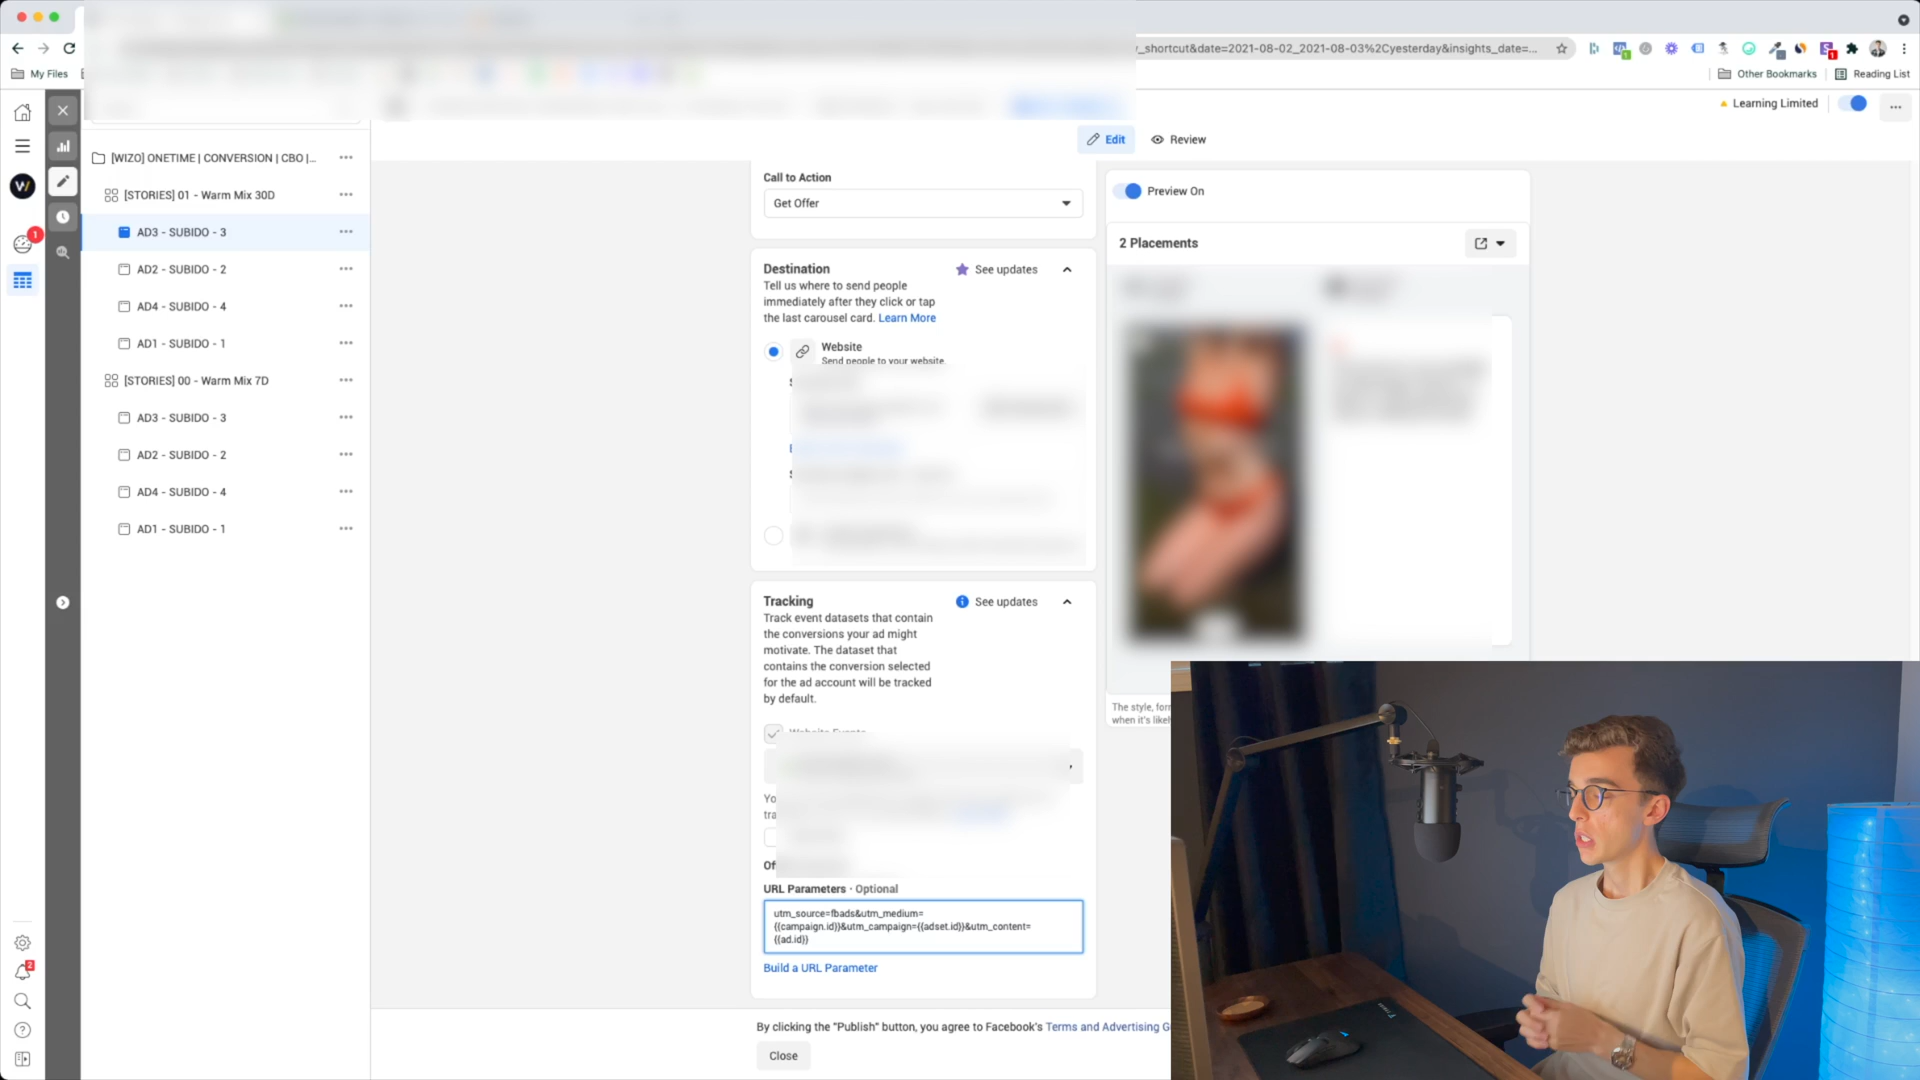 _shortcut&date=2021-08-02_2021-08-03%2Cyesterday&insights_date=...
My Files
Other Bookmarks
Reading List
Learning Limited
Edit
Review
[WIZO] ONETIME | CONVERSION | CBO |...
[STORIES] 01 - Warm Mix 30D
AD3 - SUBIDO - 3
AD2 - SUBIDO - 2
AD4 - SUBIDO - 4
AD1 - SUBIDO - 1
[STORIES] 00 - Warm Mix 7D
AD3 - SUBIDO - 3
AD2 - SUBIDO - 2
AD4 - SUBIDO - 4
AD1 - SUBIDO - 1
Call to Action
Get Offer
Destination
See updates
Tell us where to send people
immediately after they click or tap
the last carousel card. Learn More
Website
Send people to your website.
Tracking
See updates
Track event datasets that contain
the conversions your ad might
motivate. The dataset that
contains the conversion selected
for the ad account will be tracked
by default.
Website Events
URL Parameters · Optional
utm_source=fbads&utm_medium=
{{campaign.id}}&utm_campaign={{adset.id}}&utm_content=
{{ad.id}}
Build a URL Parameter
By clicking the "Publish" button, you agree to Facebook's Terms and Advertising G
Close
Preview On
2 Placements
The style, for
when it's likel
1
1
1
2
W